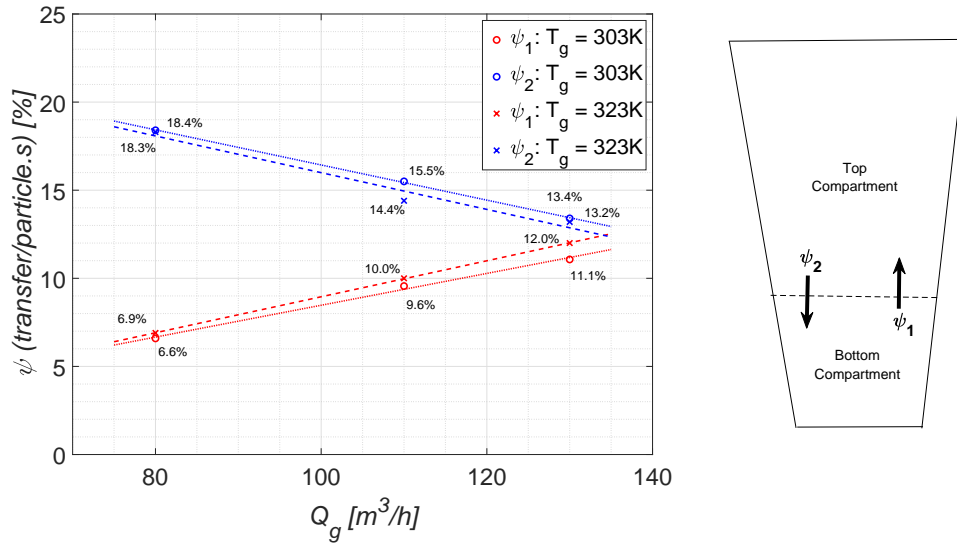 25
20
15
10
5
0
80
100
120
140
ψ (transfer/particle.s) [%]
Q_g [m^3/h]
ψ_1: T_g = 303K
ψ_2: T_g = 303K
ψ_1: T_g = 323K
ψ_2: T_g = 323K
18.4%
18.3%
15.5%
14.4%
13.4%
13.2%
12.0%
10.0%
11.1%
9.6%
6.9%
6.6%
Top
Compartment
ψ_2
ψ_1
Bottom
Compartment